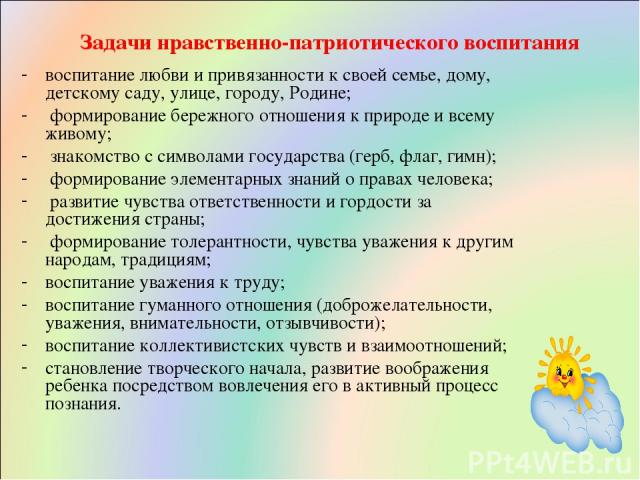 Задачи нравственно-патриотического воспитания
- воспитание любви и привязанности к своей семье, дому,
детскому саду, улице, городу, Родине;
- формирование бережного отношения к природе и всему
живому;
- знакомство с символами государства (герб, флаг, гимн);
- формирование элементарных знаний о правах человека;
- развитие чувства ответственности и гордости за
достижения страны;
- формирование толерантности, чувства уважения к другим
народам, традициям;
- воспитание уважения к труду;
- воспитание гуманного отношения (доброжелательности,
уважения, внимательности, отзывчивости);
- воспитание коллективистских чувств и взаимоотношений;
- становление творческого начала, развитие воображения
ребенка посредством вовлечения его в активный процесс
познания.
PPt4WEB.ru